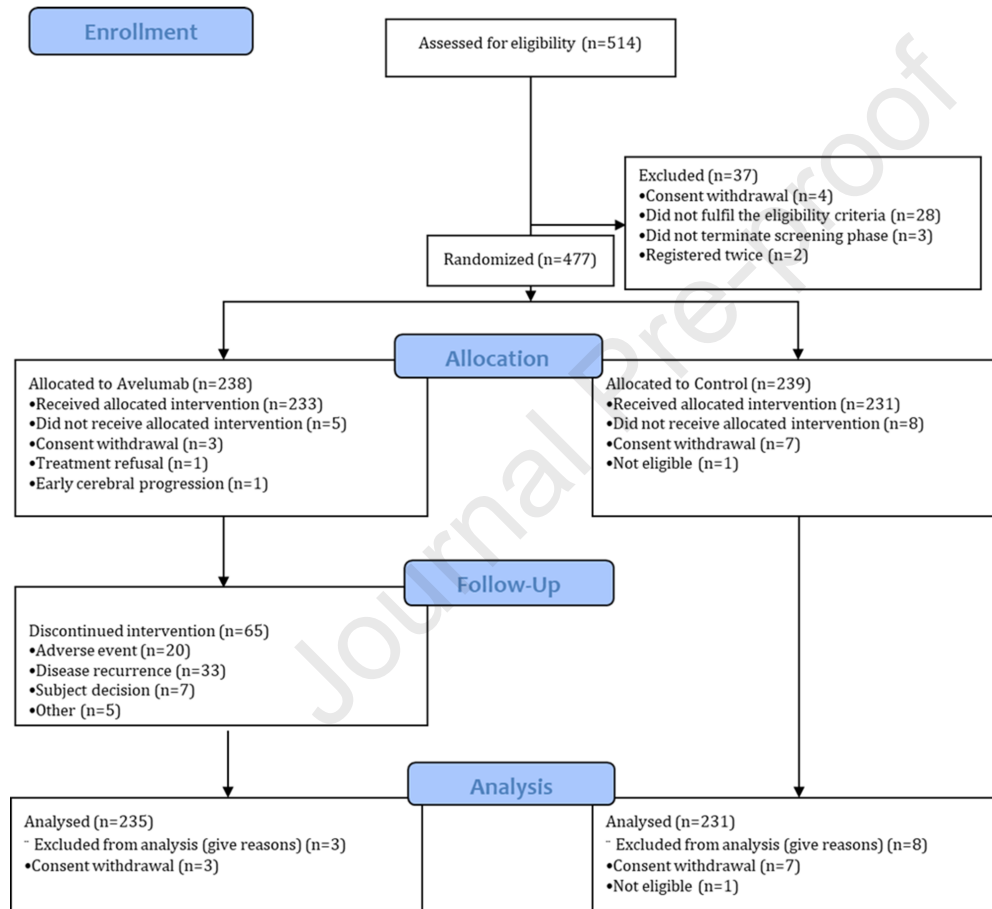 Enrollment
Assessed for eligibility (n=514)
Excluded (n=37)
•Consent withdrawal (n=4)
•Did not fulfil the eligibility criteria (n=28)
•Did not terminate screening phase (n=3)
•Registered twice (n=2)
Randomized (n=477)
Allocation
Allocated to Avelumab (n=238)
•Received allocated intervention (n=233)
•Did not receive allocated intervention (n=5)
•Consent withdrawal (n=3)
•Treatment refusal (n=1)
•Early cerebral progression (n=1)
Allocated to Control (n=239)
•Received allocated intervention (n=231)
•Did not receive allocated intervention (n=8)
•Consent withdrawal (n=7)
•Not eligible (n=1)
Follow-Up
Discontinued intervention (n=65)
•Adverse event (n=20)
•Disease recurrence (n=33)
•Subject decision (n=7)
•Other (n=5)
Analysis
Analysed (n=235)
⁻ Excluded from analysis (give reasons) (n=3)
•Consent withdrawal (n=3)
Analysed (n=231)
⁻ Excluded from analysis (give reasons) (n=8)
•Consent withdrawal (n=7)
•Not eligible (n=1)
Journal Pre-proof